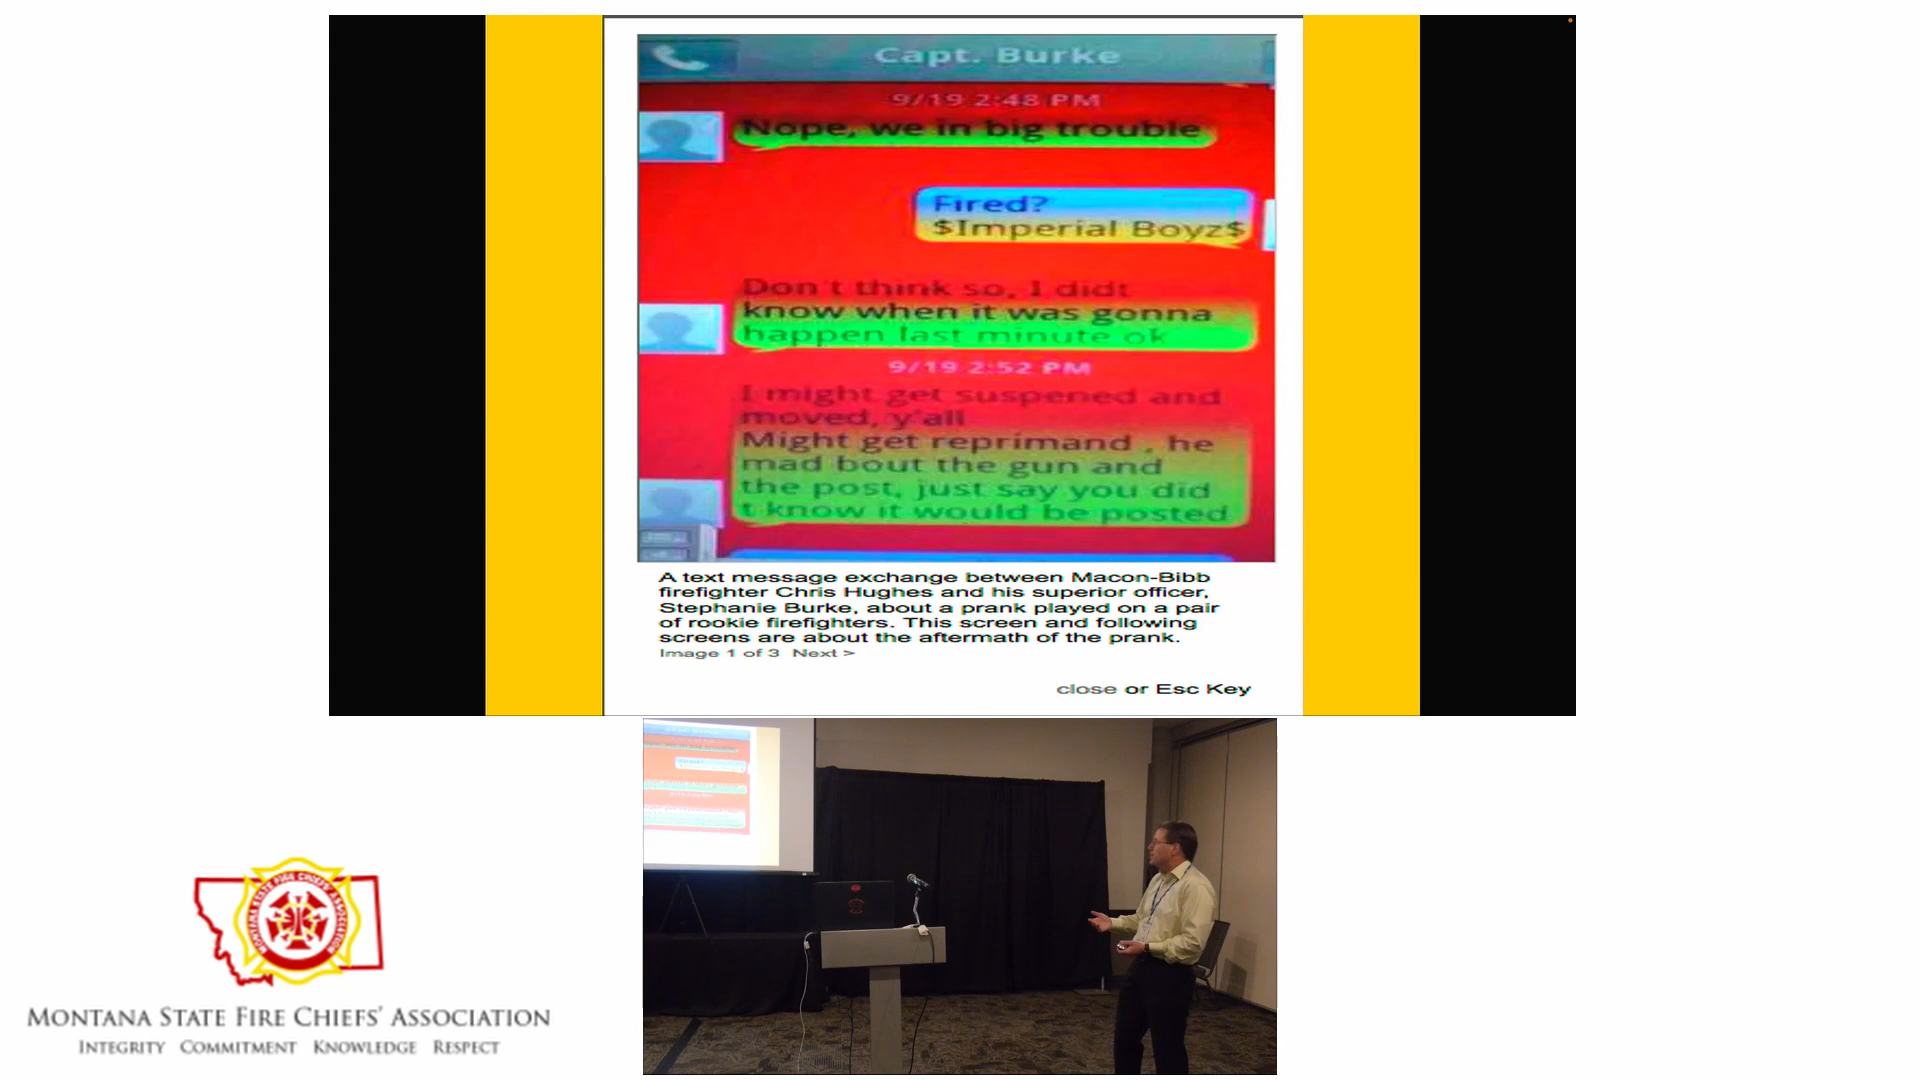 Capt. Burke
9/19 2:48 PM
Nope, we in big trouble
Fired?
$Imperial Boyz$
Don't think so, I didt
know when it was gonna
happen last minute ok
9/19 2:52 PM
I might get suspened and
moved, y'all
Might get reprimand , he
mad bout the gun and
the post, just say you did
t know it would be posted
A text message exchange between Macon-Bibb
firefighter Chris Hughes and his superior officer,
Stephanie Burke, about a prank played on a pair
of rookie firefighters. This screen and following
screens are about the aftermath of the prank.
Image 1 of 3 Next >
close or Esc Key
MONTANA STATE FIRE CHIEFS' ASSOCIATION
MONTANA STATE FIRE CHIEFS' ASSOCIATION
INTEGRITY COMMITMENT KNOWLEDGE RESPECT